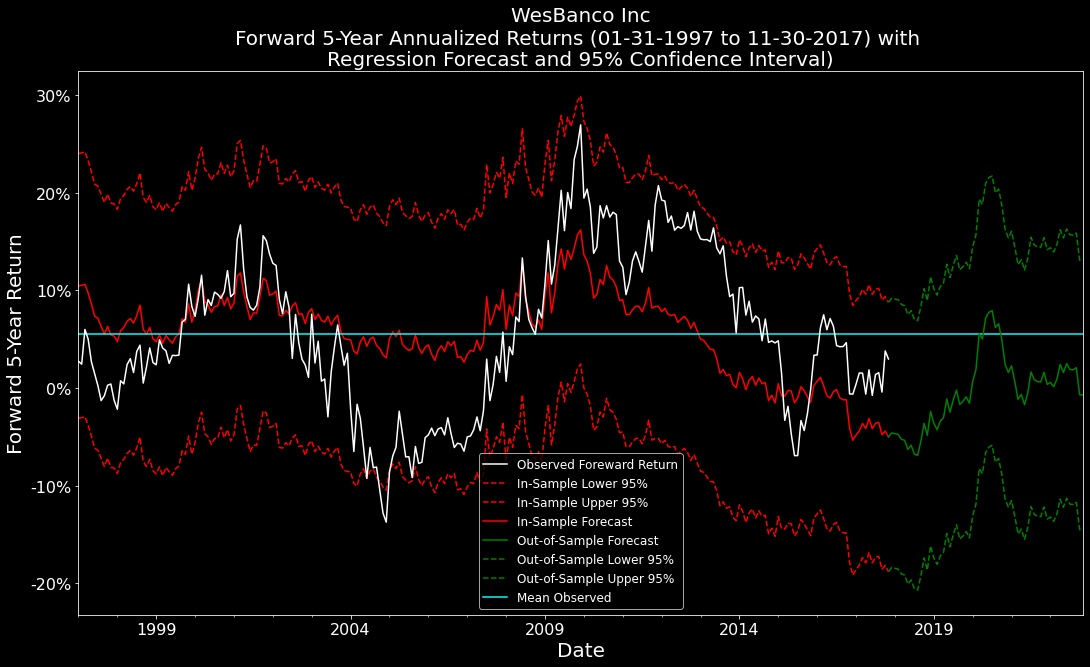 WesBanco Inc
Forward 5-Year Annualized Returns (01-31-1997 to 11-30-2017) with
Regression Forecast and 95% Confidence Interval)
Forward 5-Year Return
30%
20%
10%
0%
-10%
-20%
Observed Foreward Return
In-Sample Lower 95%
In-Sample Upper 95%
In-Sample Forecast
Out-of-Sample Forecast
Out-of-Sample Lower 95%
Out-of-Sample Upper 95%
Mean Observed
1999
2004
2009
2014
2019
Date